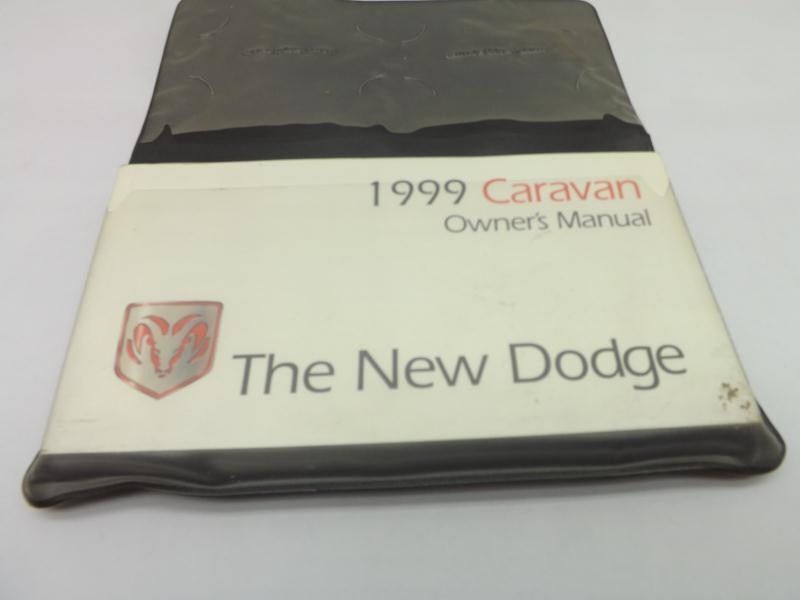 1999 Caravan
Owner's Manual
The New Dodge